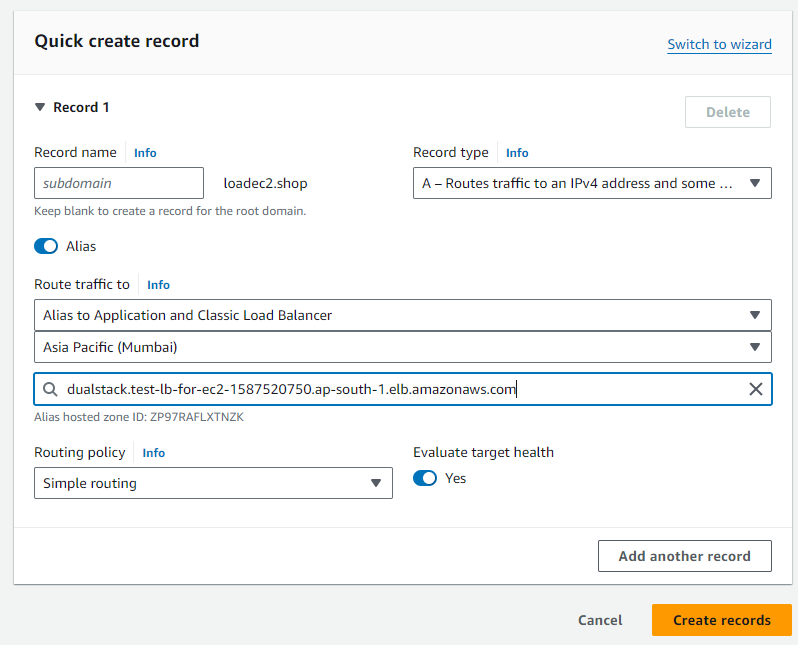 Quick create record
Switch to wizard
Record 1
Delete
Record name Info
Record type Info
subdomain
loadec2.shop
A – Routes traffic to an IPv4 address and some ...
Keep blank to create a record for the root domain.
Alias
Route traffic to Info
Alias to Application and Classic Load Balancer
Asia Pacific (Mumbai)
dualstack.test-lb-for-ec2-1587520750.ap-south-1.elb.amazonaws.com
Alias hosted zone ID: ZP97RAFLXTNZK
Routing policy Info
Evaluate target health
Simple routing
Yes
Add another record
Cancel
Create records